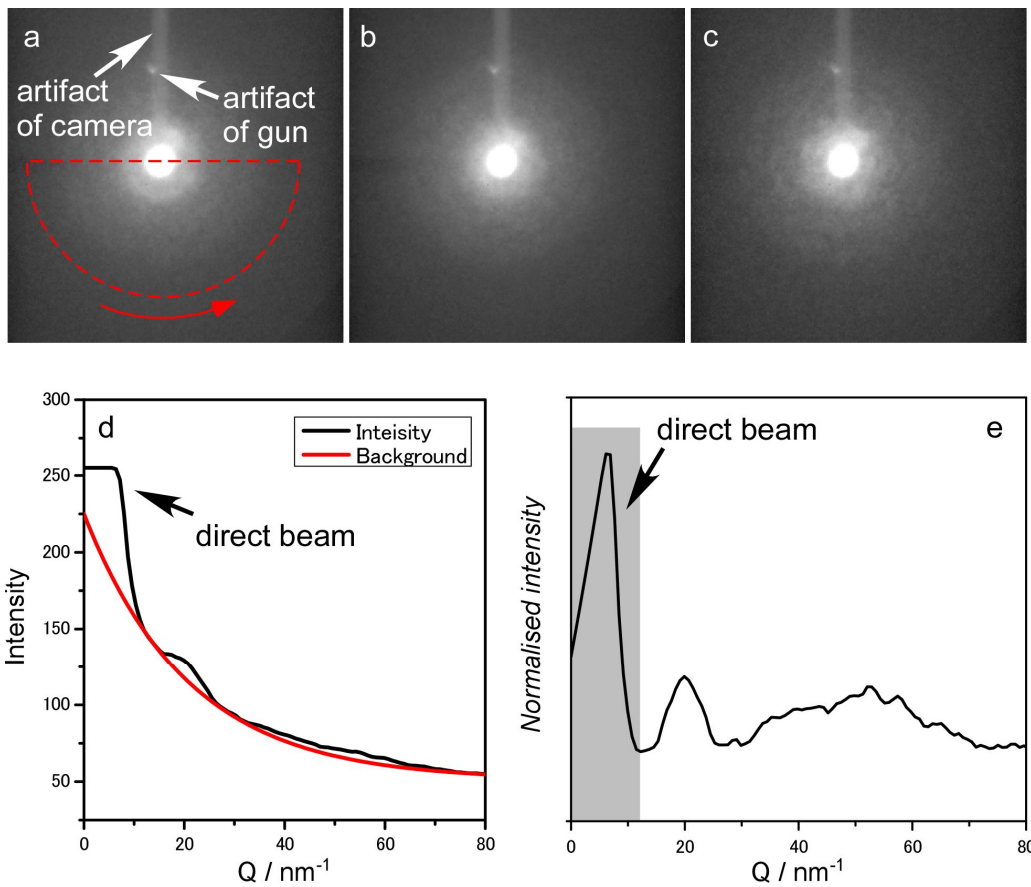 a
artifact
of camera
artifact
of gun
b
c
300
250
200
150
100
50
0
20
40
60
80
Intensity
Q / nm-1
d
Inteisity
Background
direct beam
Normalised intensity
0
20
40
60
80
Q / nm-1
direct beam
e